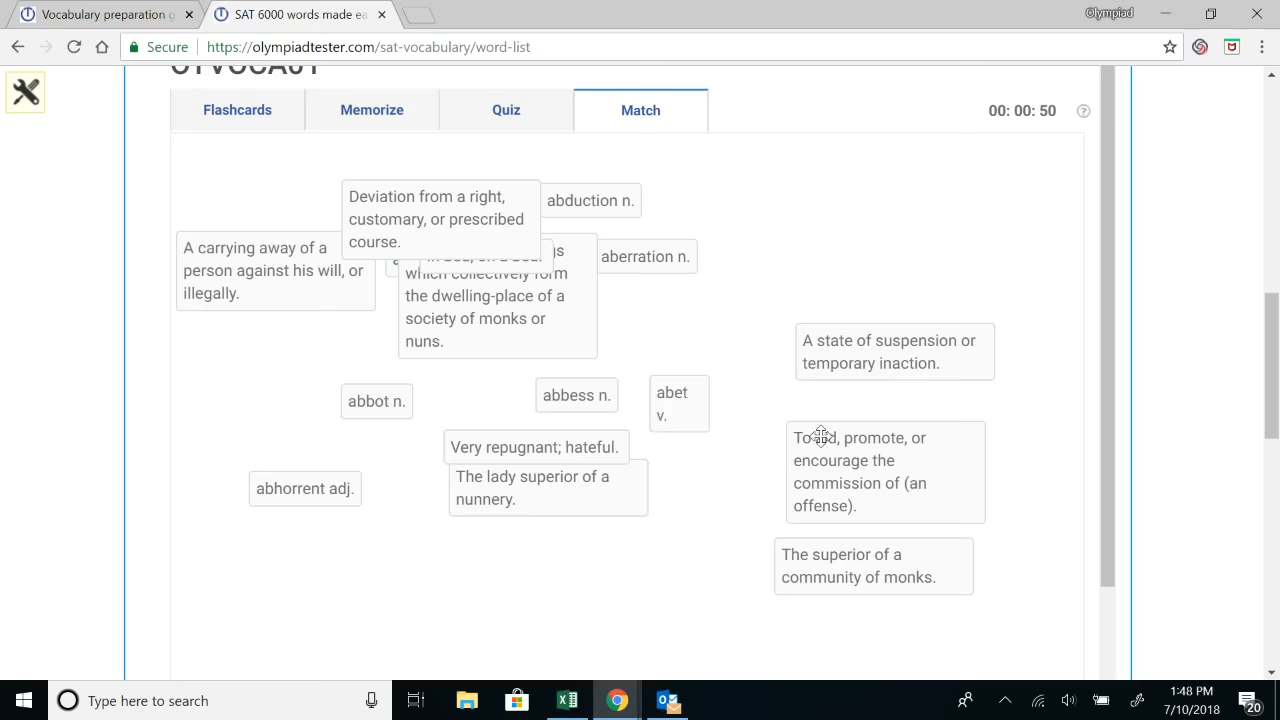 Vocabulary preparation g
SAT 6000 words made ea
Olympiad
Secure
https://olympiadtester.com/sat-vocabulary/word-list
Flashcards
Memorize
Quiz
Match
00: 00: 50
Deviation from a right,
customary, or prescribed
course.
abduction n.
A carrying away of a
person against his will, or
illegally.
aberration n.
which collectively form
the dwelling-place of a
society of monks or
nuns.
A state of suspension or
temporary inaction.
abbot n.
abbess n.
abet
v.
Very repugnant; hateful.
The lady superior of a
nunnery.
abhorrent adj.
To promote, or
encourage the
commission of (an
offense).
The superior of a
community of monks.
Type here to search
1:48 PM
7/10/2018
20